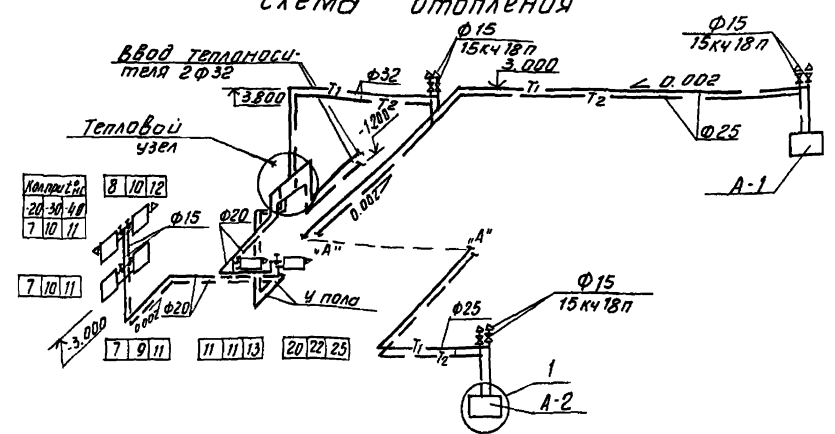 Схема отопления
Ввод теплоноси-
теля 2ф32
ф32
Ф15
15кч18п
3.000
Ф15
15кч18п
3.800
Т1
Т2
Т1
Т2
0.002
Ф25
-1.200
Тепловой
узел
А-1
Кол при t°нс
-20 -30 -40
7 10 11
8 10 12
Ф15
Ф20
0.002
"А"
"А"
7 10 11
0.002
Ф20
У пола
-3.000
Ф25
Ф15
15кч18п
Т1
Т2
7 9 11
11 11 13
20 22 25
1
А-2